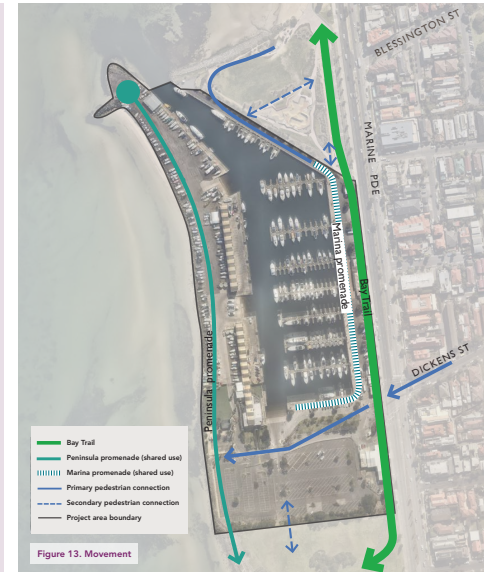 BLESSINGTON ST
MARINE PDE
Marina promenade
Bay Trail
Peninsula promenade
DICKENS ST
Bay Trail
Peninsula promenade (shared use)
Marina promenade (shared use)
Primary pedestrian connection
Secondary pedestrian connection
Project area boundary
Figure 13. Movement